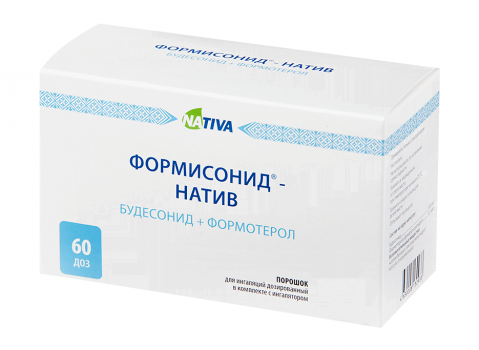 ФОРМИСОНИД® - НАТИВ
БУДЕСОНИД + ФОРМОТЕРОЛ
NATIVA
ФОРМИСОНИД® -
НАТИВ
БУДЕСОНИД + ФОРМОТЕРОЛ
60
ДОЗ
ПОРОШОК
для ингаляций дозированный
в комплекте с ингалятором